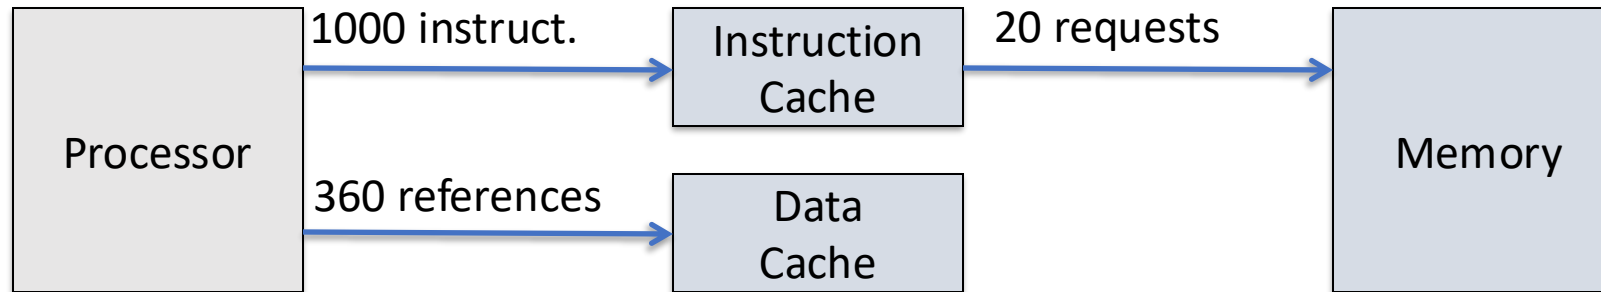 1000 instruct.
Instruction
Cache
20 requests
Processor
Memory
360 references
Data
Cache